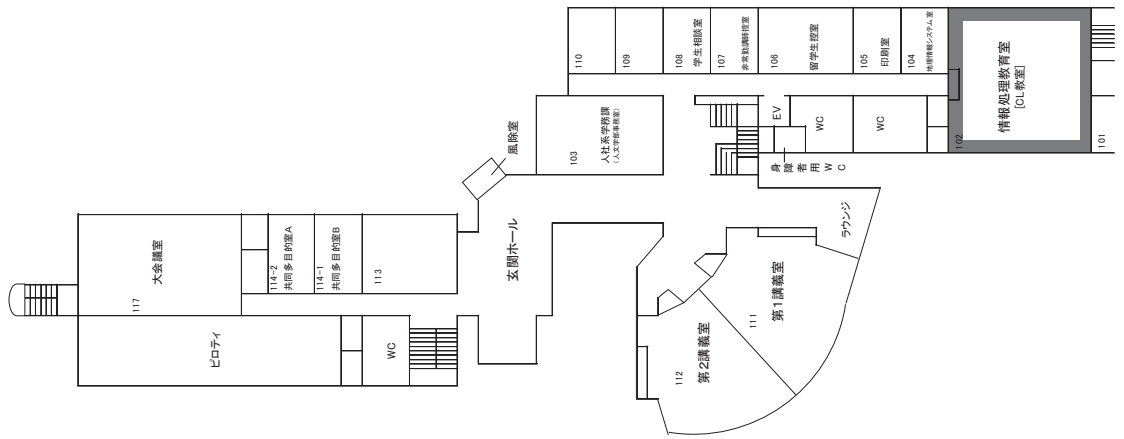 110
109
108
学生相談室
107
非常勤講師控室
106
留学生控室
105
印刷室
104
地理情報システム室
102
情報処理教育室
[CL教室]
101
風除室
103
人社系学務課
(人文学部事務室)
EV
WC
WC
身障者用WC
ラウンジ
玄関ホール
大会議室
117
114-2
共同多目的室A
114-1
共同多目的室B
113
ピロティ
WC
第1講義室
111
第2講義室
112